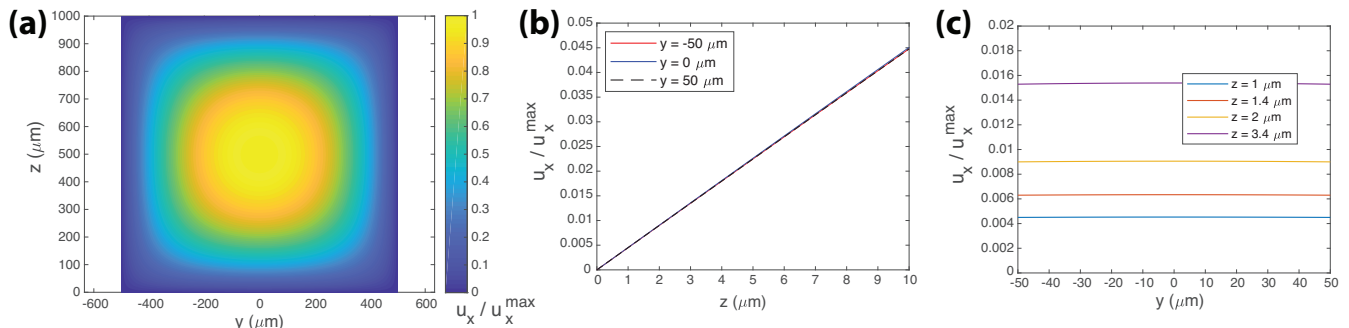 (a)
1000
900
800
700
600
500
400
300
200
100
0
z (μm)
-600 -400 -200 0 200 400 600
y (μm)
1
0.9
0.8
0.7
0.6
0.5
0.4
0.3
0.2
0.1
0
u_x / u_x^max
(b)
0.05
0.045
0.04
0.035
0.03
0.025
0.02
0.015
0.01
0.005
0
u_x / u_x^max
y = -50 μm
y = 0 μm
y = 50 μm
0 1 2 3 4 5 6 7 8 9 10
z (μm)
(c)
0.02
0.018
0.016
0.014
0.012
0.01
0.008
0.006
0.004
0.002
0
u_x / u_x^max
z = 1 μm
z = 1.4 μm
z = 2 μm
z = 3.4 μm
-50 -40 -30 -20 -10 0 10 20 30 40 50
y (μm)